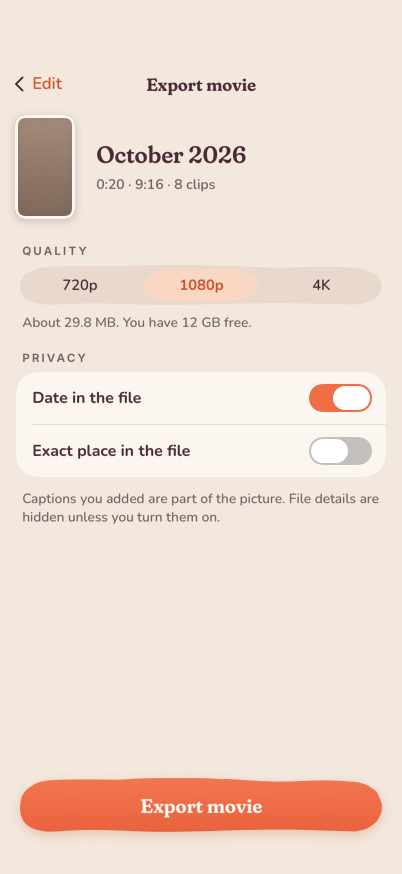 Edit
Export movie
October 2026
0:20 · 9:16 · 8 clips
QUALITY
720p
1080p
4K
About 29.8 MB. You have 12 GB free.
PRIVACY
Date in the file
Exact place in the file
Captions you added are part of the picture. File details are
hidden unless you turn them on.
Export movie